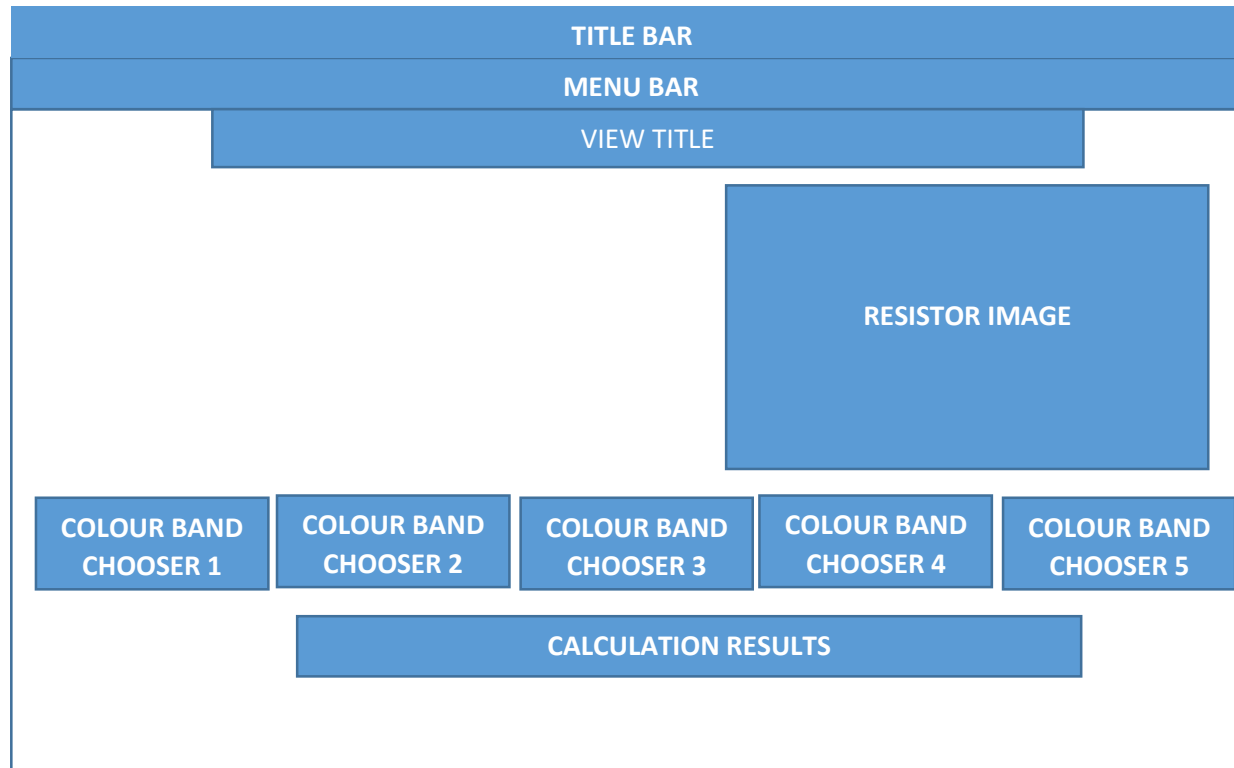 TITLE BAR
MENU BAR
VIEW TITLE
RESISTOR IMAGE
COLOUR BAND
CHOOSER 1
COLOUR BAND
CHOOSER 2
COLOUR BAND
CHOOSER 3
COLOUR BAND
CHOOSER 4
COLOUR BAND
CHOOSER 5
CALCULATION RESULTS